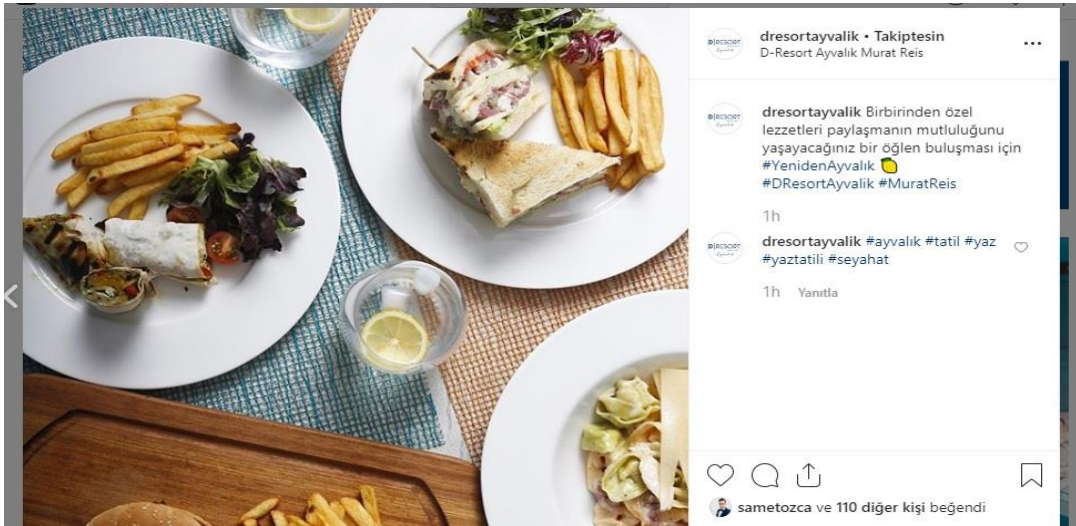 dresortayvalik • Takiptesin
D-Resort Ayvalık Murat Reis
dresortayvalik Birbirinden özel
lezzetleri paylaşmanın mutluluğunu
yaşayacağınız bir öğlen buluşması için
#YenidenAyvalık 🍋
#DResortAyvalik #MuratReis
1h
dresortayvalik #ayvalık #tatil #yaz
#yaztatili #seyahat
1h Yanıtla
sametozca ve 110 diğer kişi beğendi